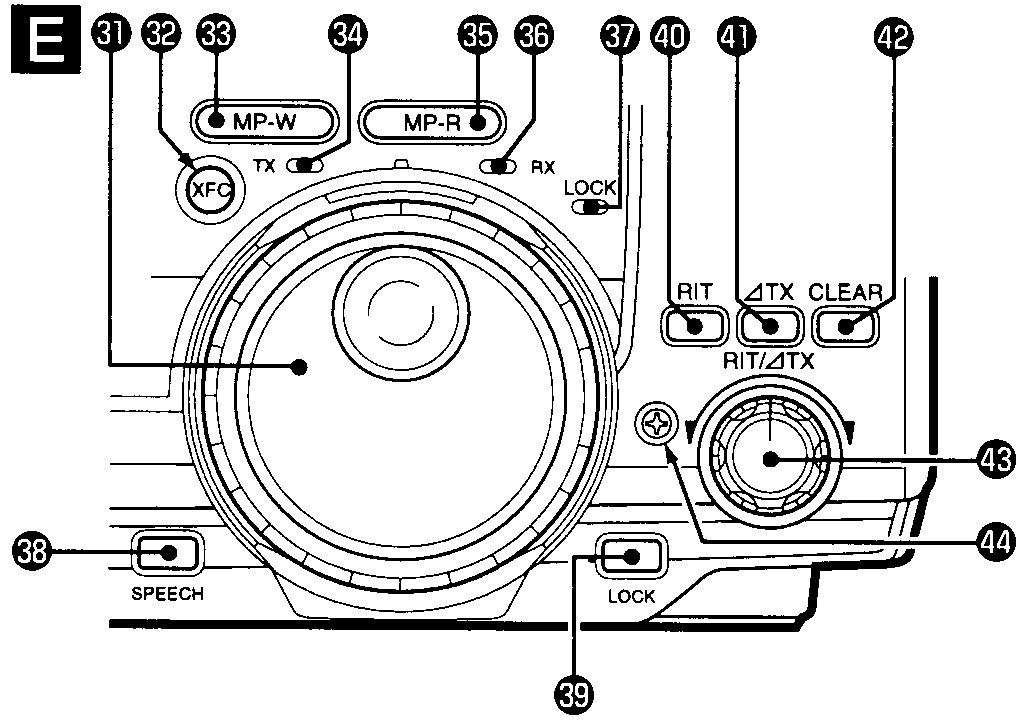 E 31 32 33 34 35 36 37 40 41 42
MP-W MP-R
TX RX
XFC
LOCK
RIT ⊿TX CLEAR
RIT/⊿TX
43
38
44
SPEECH
LOCK
39